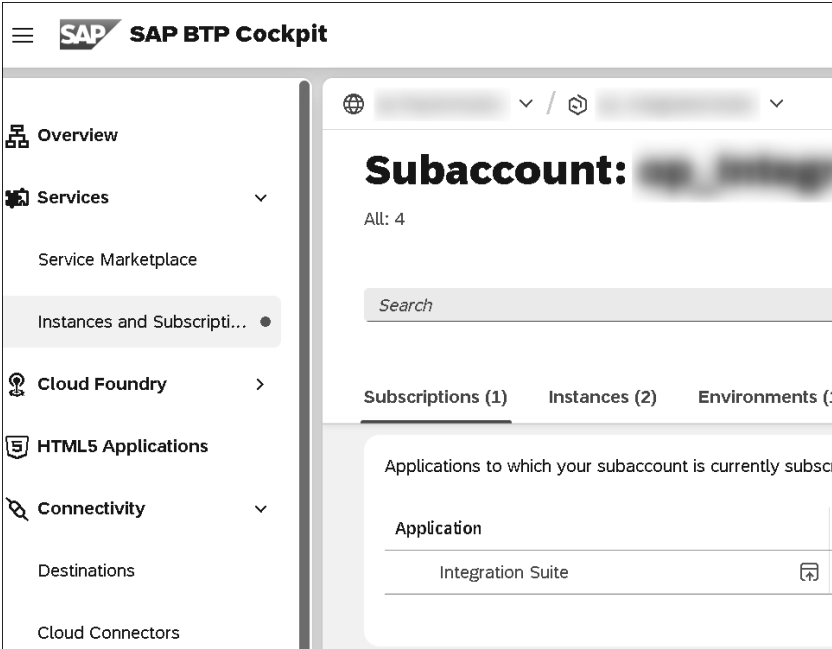 SAP SAP BTP Cockpit
Overview
Services
Service Marketplace
Instances and Subscripti...
Cloud Foundry
HTML5 Applications
Connectivity
Destinations
Cloud Connectors
/
Subaccount:
All: 4
Search
Subscriptions (1) Instances (2) Environments (
Applications to which your subaccount is currently
Application
Integration Suite